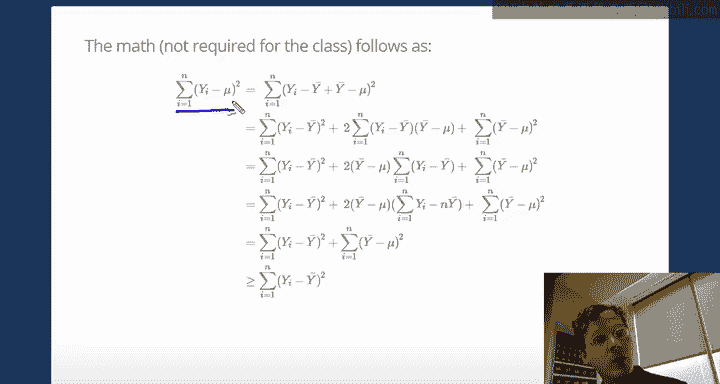 The math (not required for the class) follows as:
∑_{i=1}^{n}(Y_i − μ)² = ∑_{i=1}^{n}(Y_i − Ȳ + Ȳ − μ)²
= ∑_{i=1}^{n}(Y_i − Ȳ)² + 2∑_{i=1}^{n}(Y_i − Ȳ)(Ȳ − μ) + ∑_{i=1}^{n}(Ȳ − μ)²
= ∑_{i=1}^{n}(Y_i − Ȳ)² + 2(Ȳ − μ)∑_{i=1}^{n}(Y_i − Ȳ) + ∑_{i=1}^{n}(Ȳ − μ)²
= ∑_{i=1}^{n}(Y_i − Ȳ)² + 2(Ȳ − μ)(∑_{i=1}^{n}Y_i − nȲ) + ∑_{i=1}^{n}(Ȳ − μ)²
= ∑_{i=1}^{n}(Y_i − Ȳ)² + ∑_{i=1}^{n}(Ȳ − μ)²
≥ ∑_{i=1}^{n}(Y_i − Ȳ)²